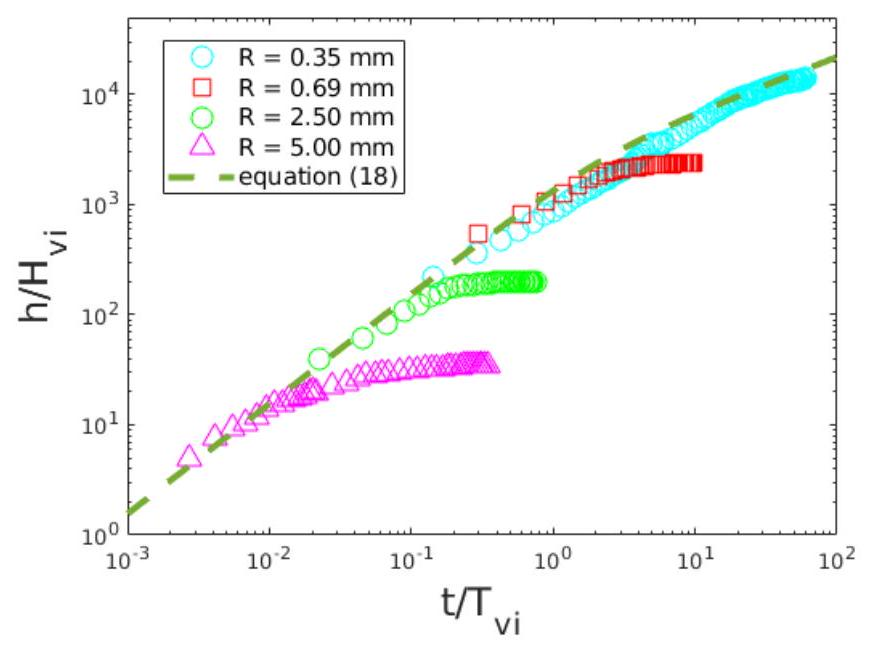 R = 0.35 mm
R = 0.69 mm
R = 2.50 mm
R = 5.00 mm
equation (18)
10^4
10^3
10^2
10^1
10^0
h/H_vi
10^-3 10^-2 10^-1 10^0 10^1 10^2
t/T_vi